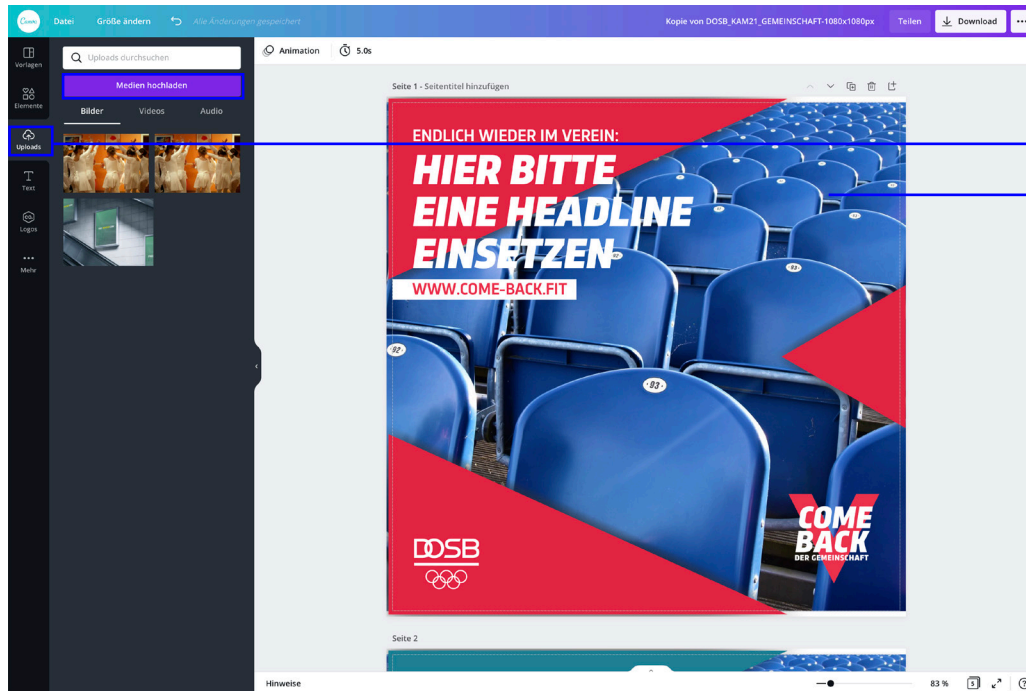 Canva
Datei
Größe ändern
Alle Änderungen gespeichert
Kopie von DOSB_KAM21_GEMEINSCHAFT-1080x1080px
Teilen
Download
Vorlagen
Elemente
Uploads
Text
CO.
Logos
Mehr
Uploads durchsuchen
Medien hochladen
Bilder Videos Audio
Animation
5.0s
Seite 1 - Seitentitel hinzufügen
ENDLICH WIEDER IM VEREIN:
HIER BITTE
EINE HEADLINE
EINSETZEN
WWW.COME-BACK.FIT
92
93
93
DOSB
COME
BACK
DER GEMEINSCHAFT
Seite 2
Hinweise
83 %
5
?